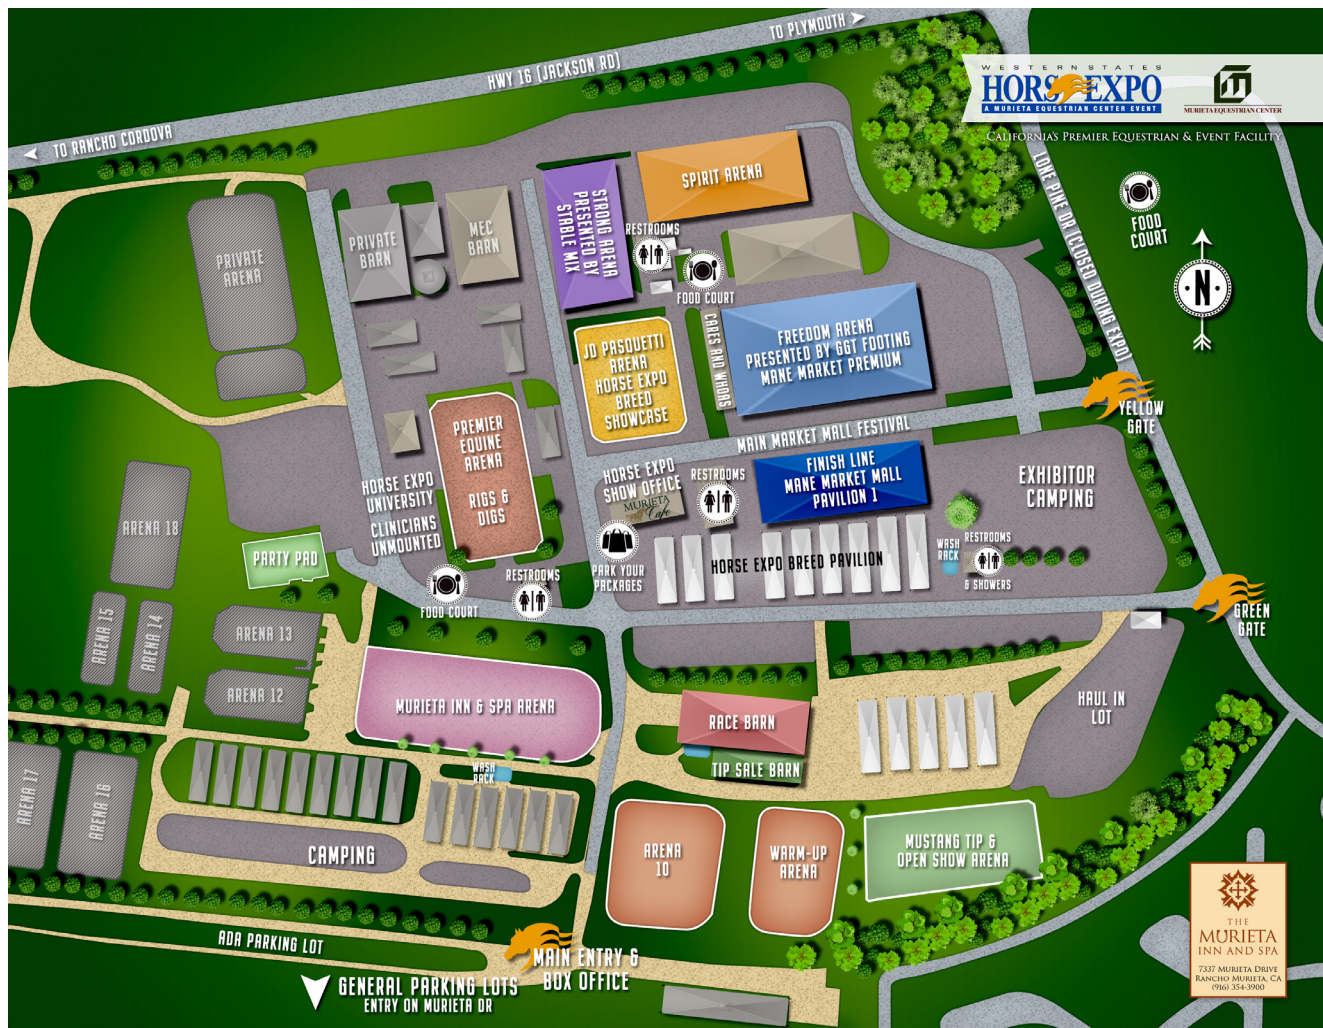 TO PLYMOUTH
HWY 16 (JACKSON RD)
TO RANCHO CORDOVA
WESTERN STATES
HORSE EXPO
A MURIETA EQUESTRIAN CENTER EVENT
MURIETA EQUESTRIAN CENTER
CALIFORNIA'S PREMIER EQUESTRIAN & EVENT FACILITY
LONE PINE DR (CLOSED DURING EXPO)
FOOD
COURT
N
SPIRIT ARENA
STRONG ARENA
PRESENTED BY
STABLE MIX
RESTROOMS
FOOD COURT
PRIVATE
ARENA
PRIVATE
BARN
MEC
BARN
JD PASQUETTI
ARENA
HORSE EXPO
BREED
SHOWCASE
CARES AND WHOAS
FREEDOM ARENA
PRESENTED BY GGT FOOTING
MANE MARKET PREMIUM
YELLOW
GATE
MAIN MARKET MALL FESTIVAL
PREMIER
EQUINE
ARENA
RIGS &
DIGS
HORSE EXPO
UNIVERSITY
CLINICIANS
UNMOUNTED
HORSE EXPO
SHOW OFFICE
MURIETA
Cafe
RESTROOMS
FINISH LINE
MANE MARKET MALL
PAVILION 1
EXHIBITOR
CAMPING
PARK YOUR
PACKAGES
HORSE EXPO BREED PAVILION
WASH
RACK
RESTROOMS
& SHOWERS
GREEN
GATE
ARENA 18
PARTY PAD
FOOD COURT
RESTROOMS
ARENA 15
ARENA 14
ARENA 13
ARENA 12
MURIETA INN & SPA ARENA
RACE BARN
TIP SALE BARN
HAUL IN
LOT
WASH
RACK
ARENA 17
ARENA 16
CAMPING
ARENA
10
WARM-UP
ARENA
MUSTANG TIP &
OPEN SHOW ARENA
ADA PARKING LOT
MAIN ENTRY &
BOX OFFICE
GENERAL PARKING LOTS
ENTRY ON MURIETA DR
THE
MURIETA
INN AND SPA
7337 MURIETA DRIVE
RANCHO MURIETA, CA
(916) 354-3900